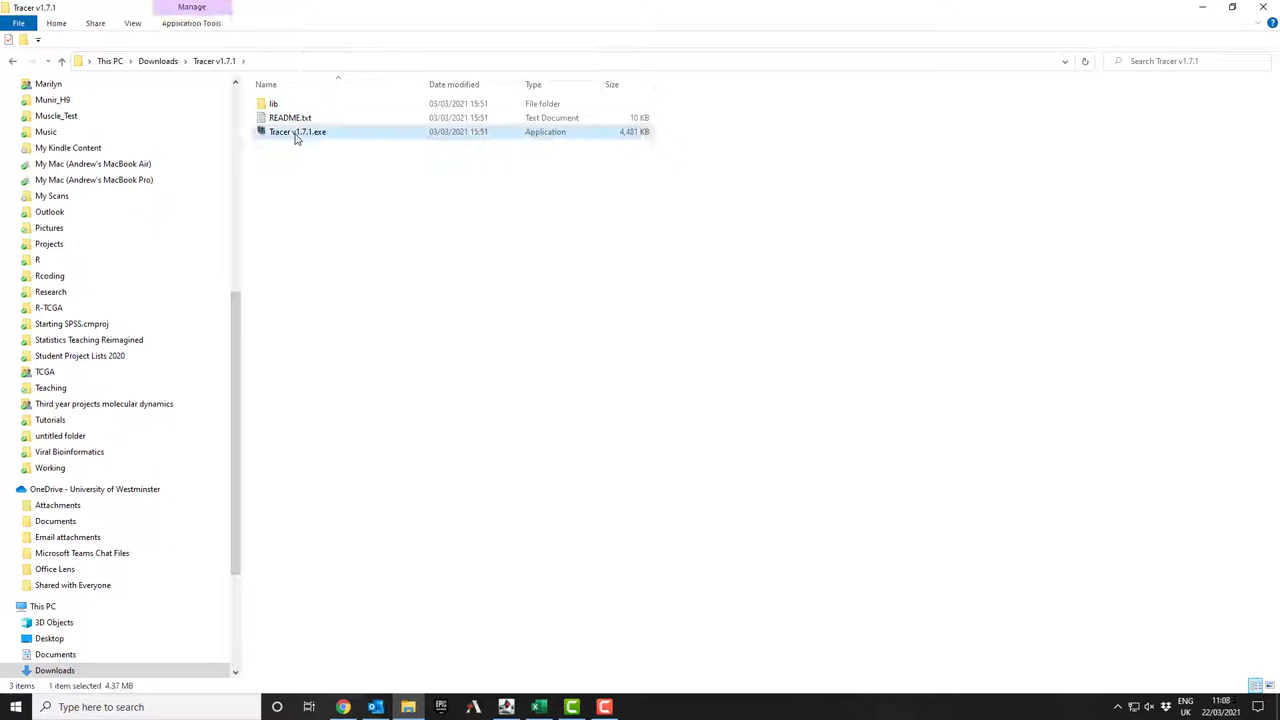 Tracer v1.7.1
Manage
File Home Share View Application Tools
This PC Downloads Tracer v1.7.1
Search Tracer v1.7.1
Name Date modified Type Size
lib 03/03/2021 15:51 File folder
README.txt 03/03/2021 15:51 Text Document 10 KB
Tracer v1.7.1.exe 03/03/2021 15:51 Application 4,481 KB
Marilyn
Munir_H9
Muscle_Test
Music
My Kindle Content
My Mac (Andrew's MacBook Air)
My Mac (Andrew's MacBook Pro)
My Scans
Outlook
Pictures
Projects
R
Rcoding
Research
R-TCGA
Starting SPSS.cmproj
Statistics Teaching Reimagined
Student Project Lists 2020
TCGA
Teaching
Third year projects molecular dynamics
Tutorials
untitled folder
Viral Bioinformatics
Working
OneDrive - University of Westminster
Attachments
Documents
Email attachments
Microsoft Teams Chat Files
Office Lens
Shared with Everyone
This PC
3D Objects
Desktop
Documents
Downloads
3 items 1 item selected 4.37 MB
Type here to search
EPIC
ENG
UK
11:08
22/03/2021